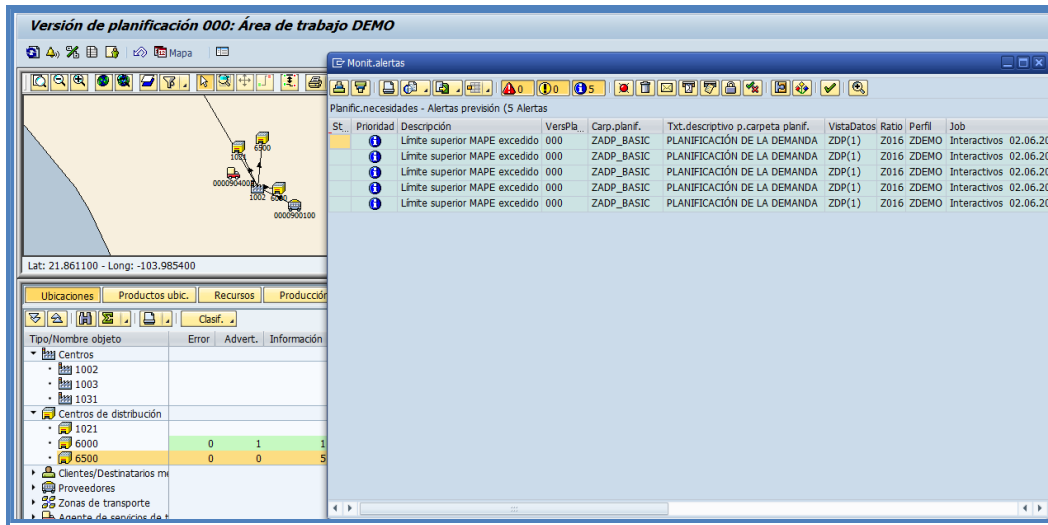 Versión de planificación 000: Área de trabajo DEMO
Mapa
Monit.alertas
0 0 5
Planific.necesidades - Alertas previsión (5 Alertas
St... Prioridad Descripción VersPla... Carp.planif. Txt.descriptivo p.carpeta planif. VistaDatos Ratio Perfil Job
Límite superior MAPE excedido 000 ZADP_BASIC PLANIFICACIÓN DE LA DEMANDA ZDP(1) Z016 ZDEMO Interactivos 02.06.20
Límite superior MAPE excedido 000 ZADP_BASIC PLANIFICACIÓN DE LA DEMANDA ZDP(1) Z016 ZDEMO Interactivos 02.06.20
Límite superior MAPE excedido 000 ZADP_BASIC PLANIFICACIÓN DE LA DEMANDA ZDP(1) Z016 ZDEMO Interactivos 02.06.20
Límite superior MAPE excedido 000 ZADP_BASIC PLANIFICACIÓN DE LA DEMANDA ZDP(1) Z016 ZDEMO Interactivos 02.06.20
Límite superior MAPE excedido 000 ZADP_BASIC PLANIFICACIÓN DE LA DEMANDA ZDP(1) Z016 ZDEMO Interactivos 02.06.20
6500
1021
1002
0000900100
Lat: 21.861100 - Long: -103.985400
Ubicaciones Productos ubic. Recursos Producción
Clasif.
Tipo/Nombre objeto Error Advert. Información
Centros
1002
1003
1031
Centros de distribución
1021
6000 0 1 1
6500 0 0 5
Clientes/Destinatarios
Proveedores
Zonas de transporte
Agente de servicios de t